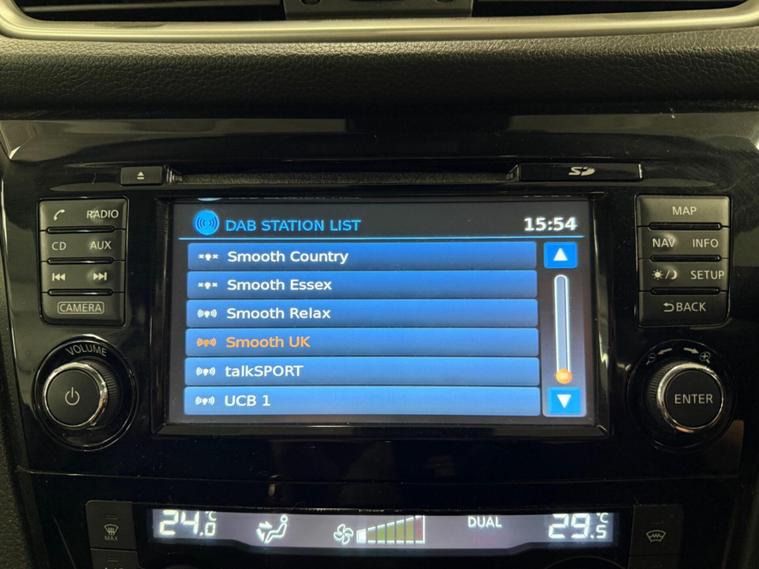 SD
RADIO
CD AUX
CAMERA
VOLUME
DAB STATION LIST 15:54
Smooth Country
Smooth Essex
Smooth Relax
Smooth UK
talkSPORT
UCB 1
MAP
NAV INFO
SETUP
BACK
ENTER
MAX
24.0 °C
DUAL
29.5 °C